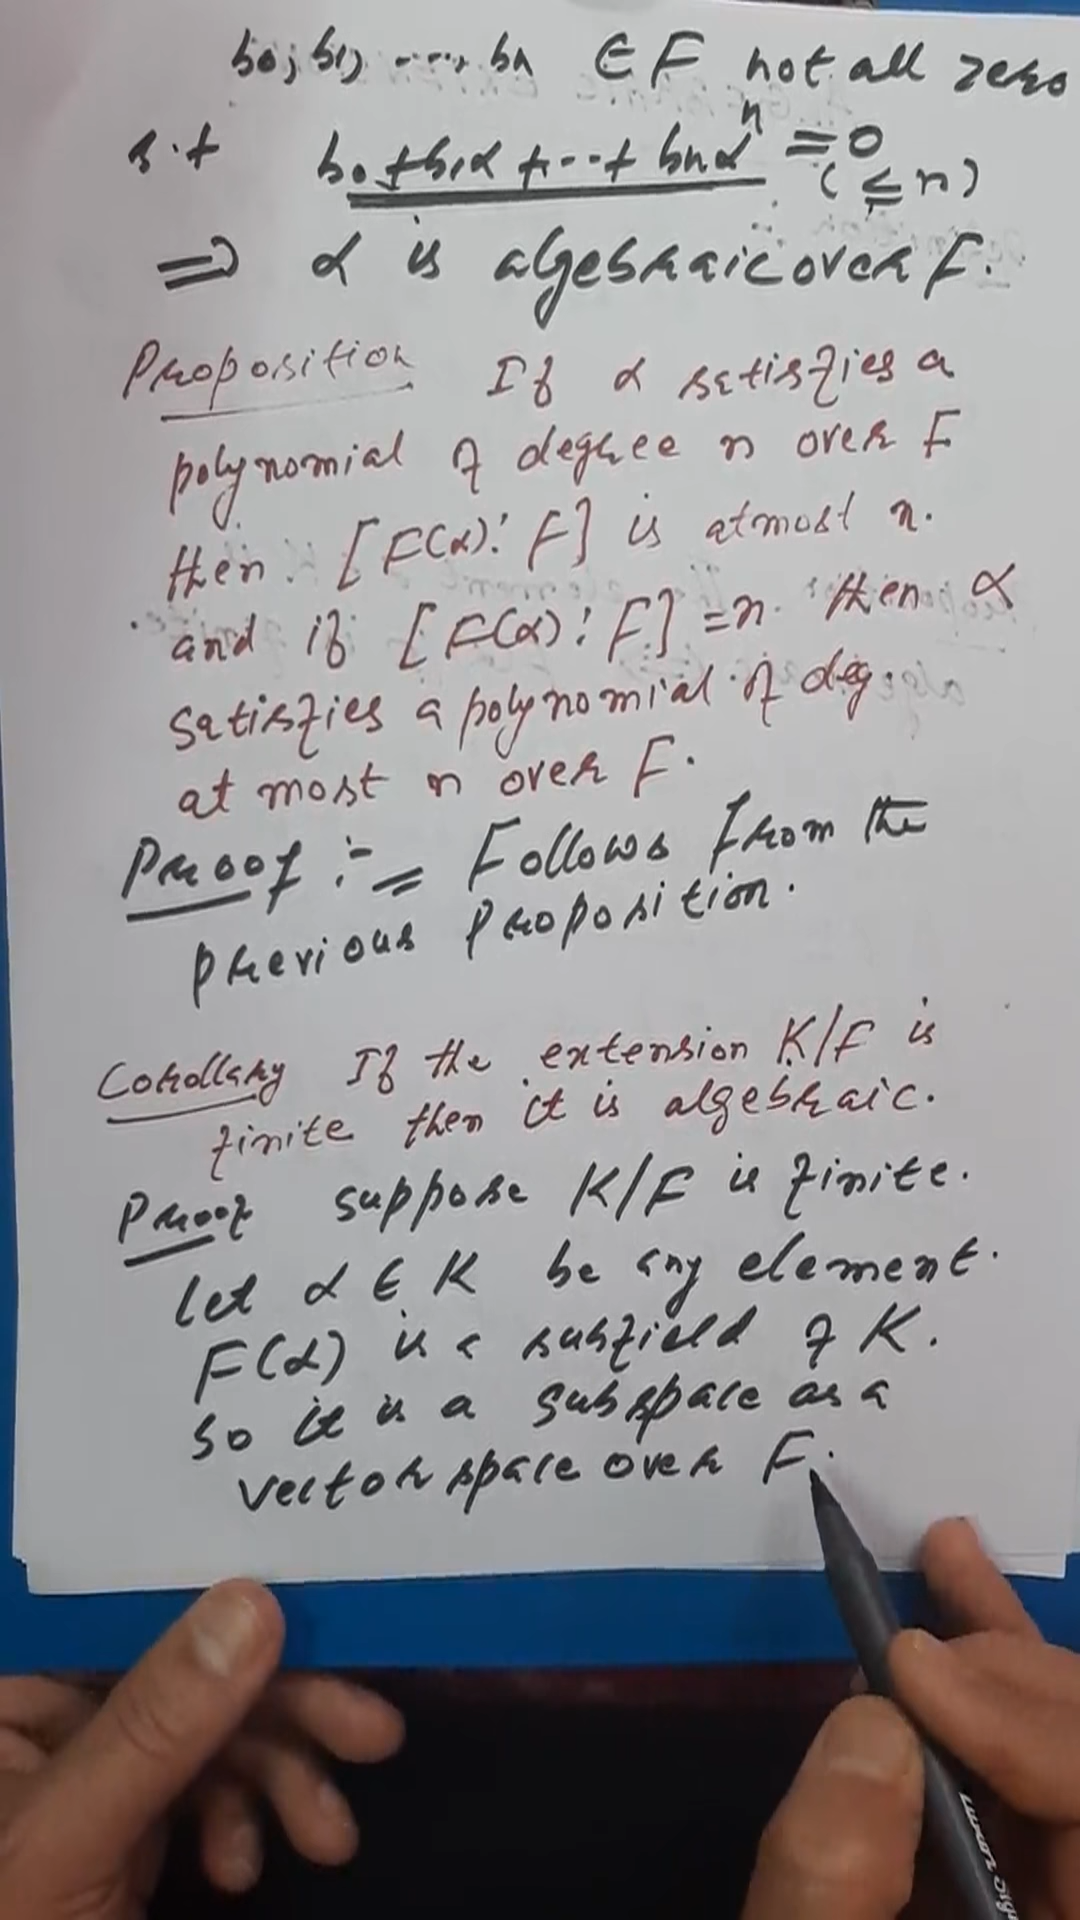 b0, b1, ...., bn ∈ F not all zero
s.t b0+b1α+...+bnα^n =0
(≤n)
⇒ α is algebraic over F.
Proposition If α satisfies a
polynomial of degree n over F
then [F(α):F] is atmost n.
and if [F(α):F]=n then α
satisfies a polynomial of deg.
at most n over F.
Proof :- Follows from the
previous proposition.
Corollary If the extension K/F is
finite then it is algebraic.
Proof suppose K/F is finite.
let α ∈ K be any element.
F(α) is a subfield of K.
so it is a subspace as a
vector space over F.